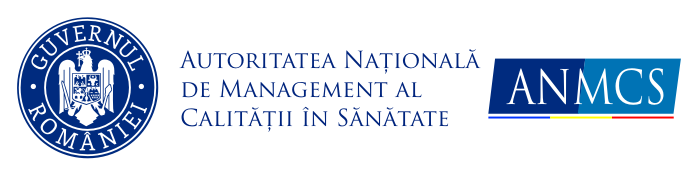 GUVERNUL ROMÂNIEI
Autoritatea Națională
de Management al
Calității în Sănătate
ANMCS